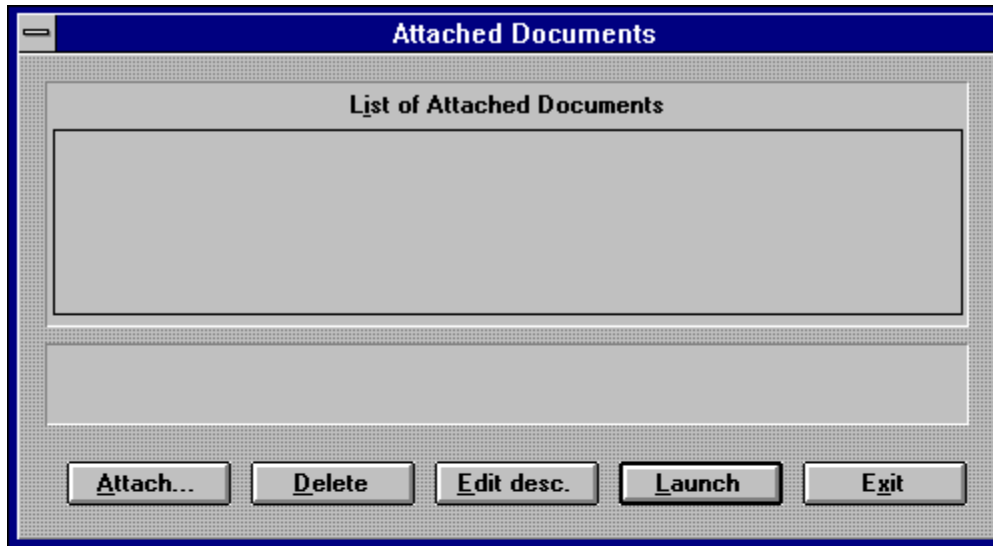 Attached Documents
List of Attached Documents
Attach... Delete Edit desc. Launch Exit